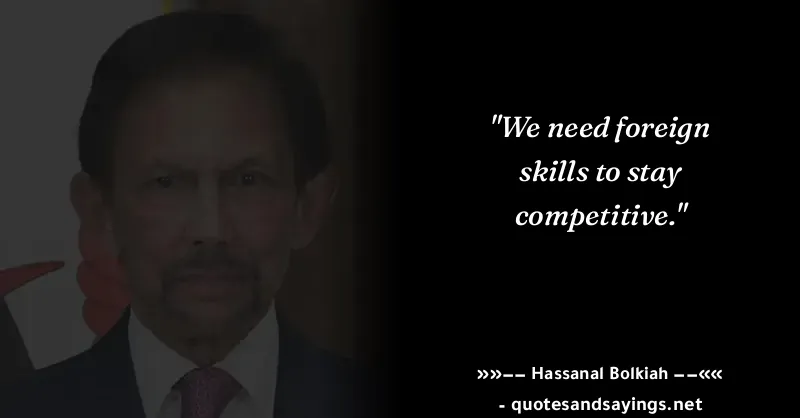 "We need foreign
skills to stay
competitive."
»»–– Hassanal Bolkiah ––««
- quotesandsayings.net